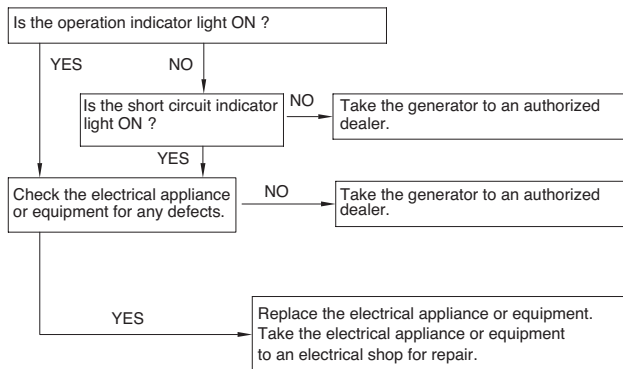 Is the operation indicator light ON ?
YES
NO
Is the short circuit indicator
light ON ?
NO
Take the generator to an authorized
dealer.
YES
Check the electrical appliance
or equipment for any defects.
NO
Take the generator to an authorized
dealer.
YES
Replace the electrical appliance or equipment.
Take the electrical appliance or equipment
to an electrical shop for repair.